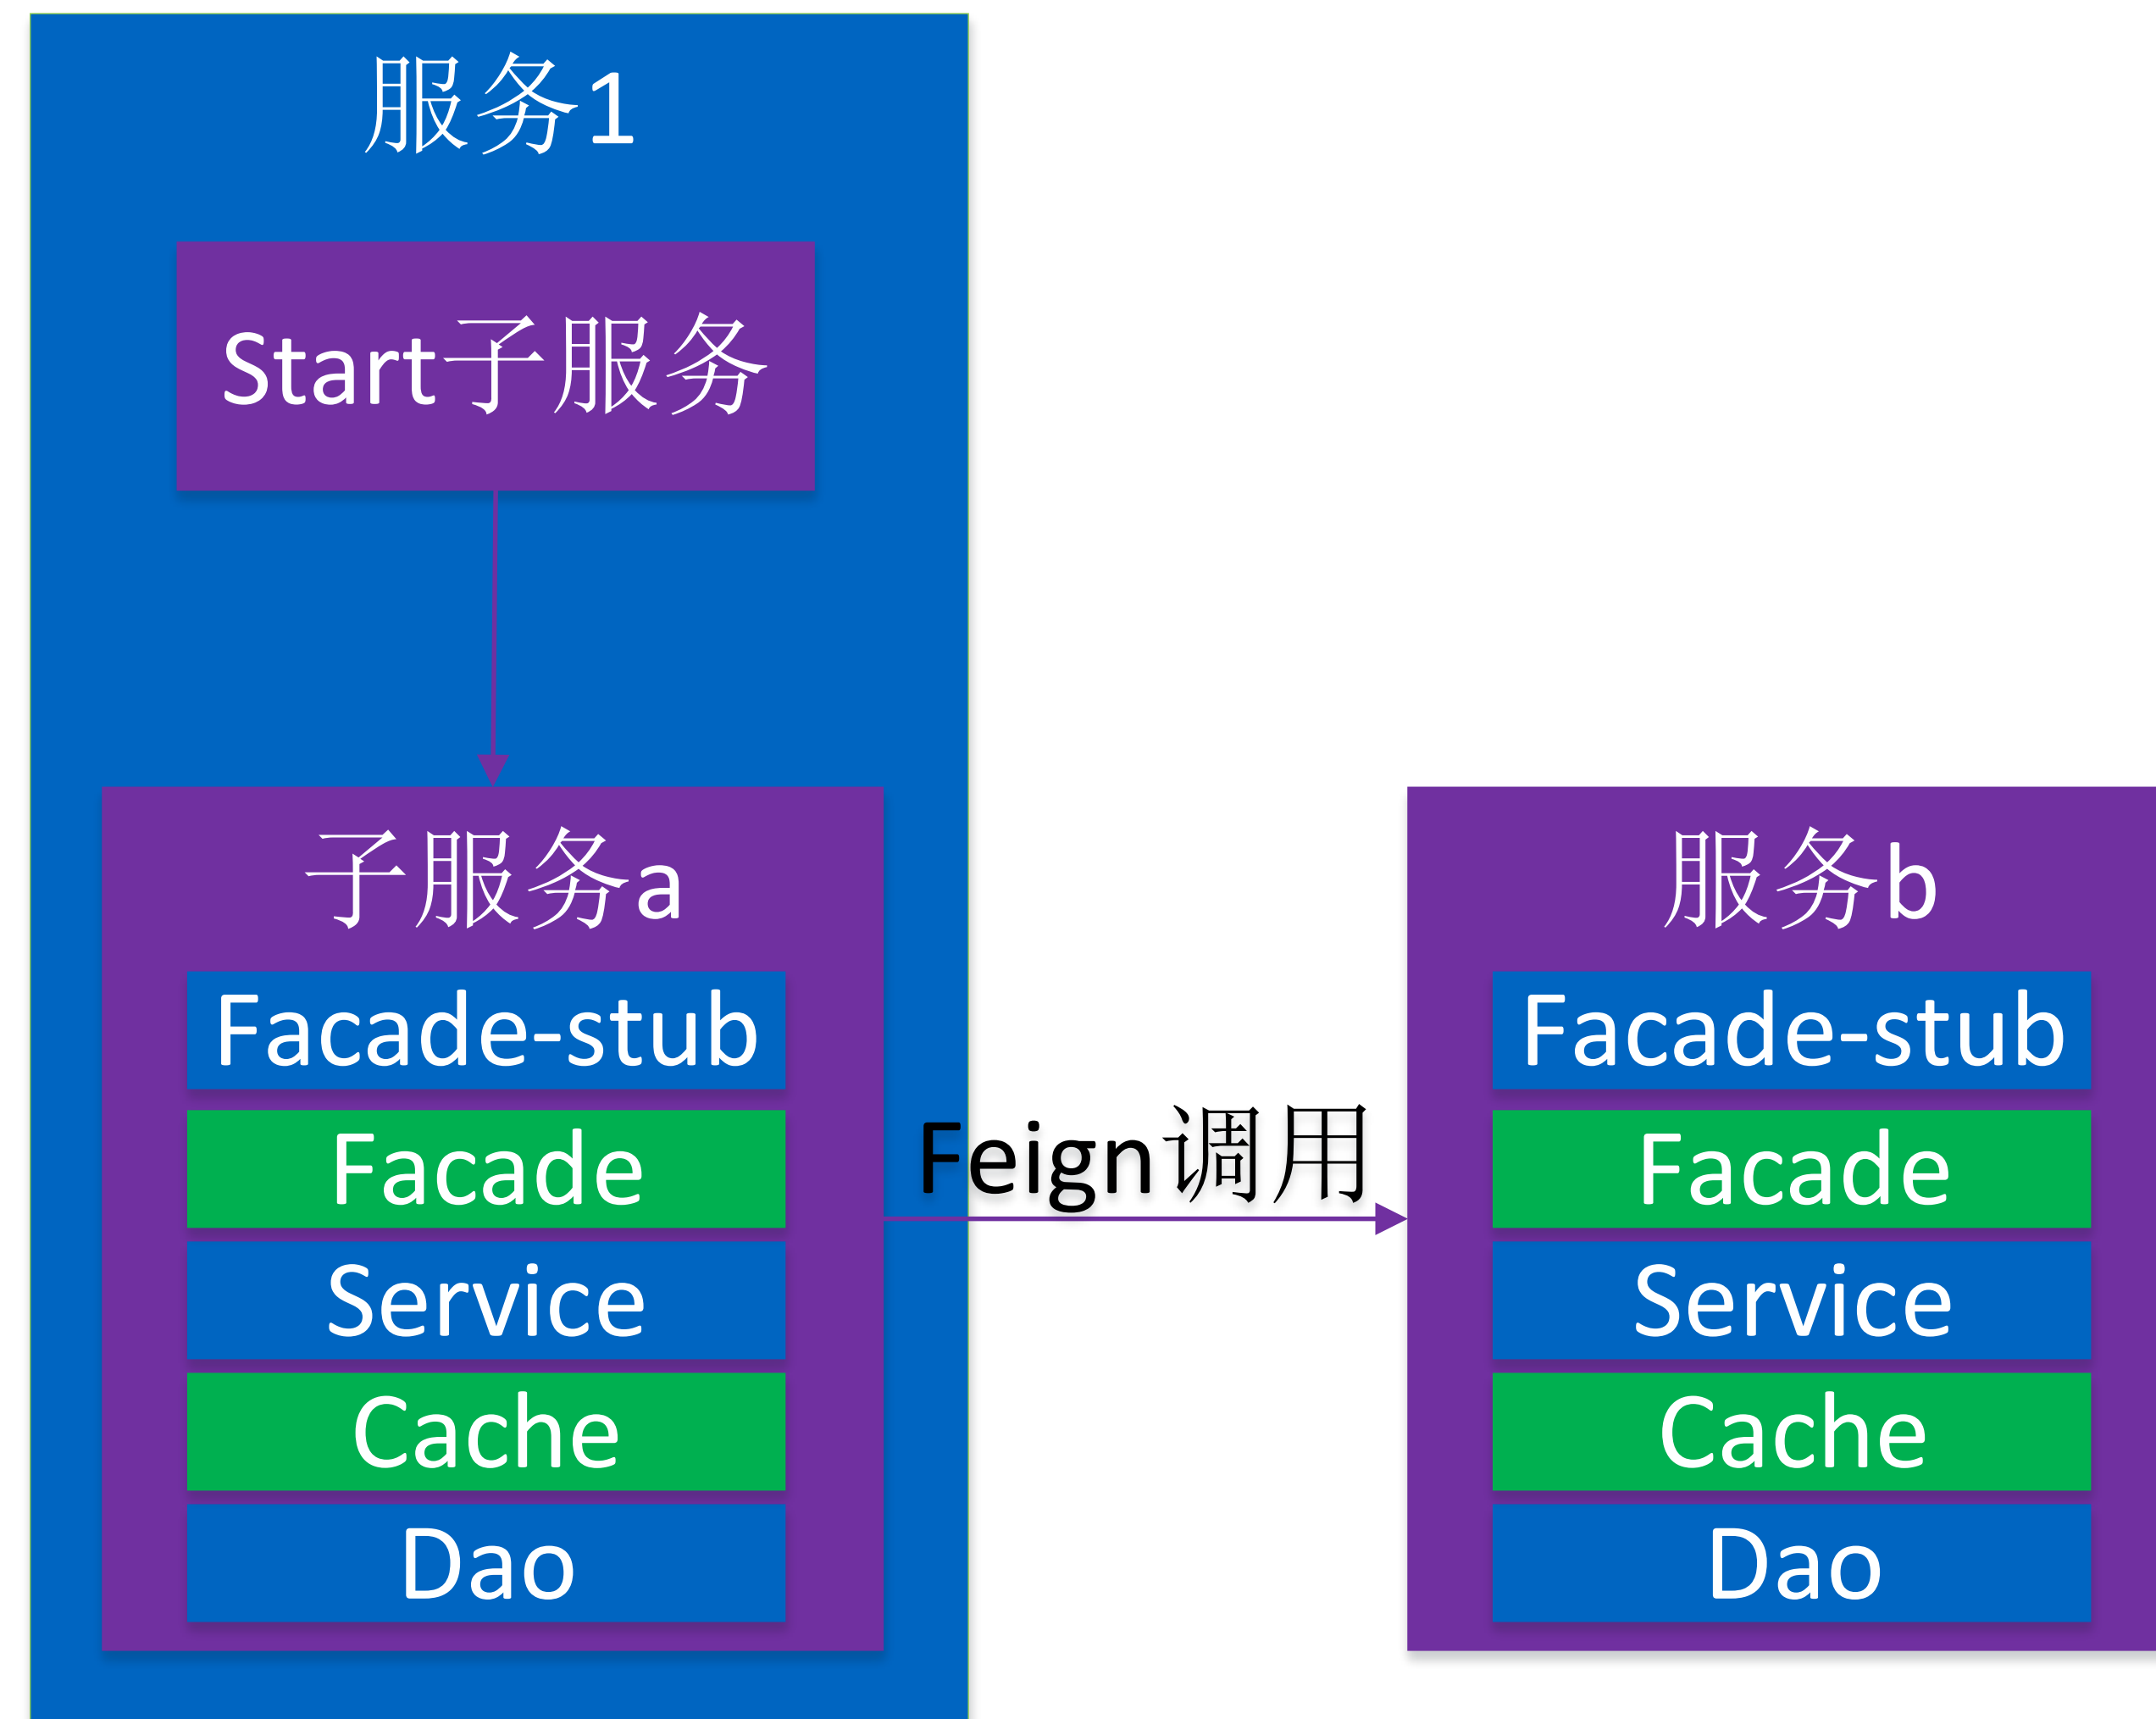 服务1
Start子服务
子服务a
Facade-stub
Facade
Service
Cache
Dao
Feign调用
服务b
Facade-stub
Facade
Service
Cache
Dao